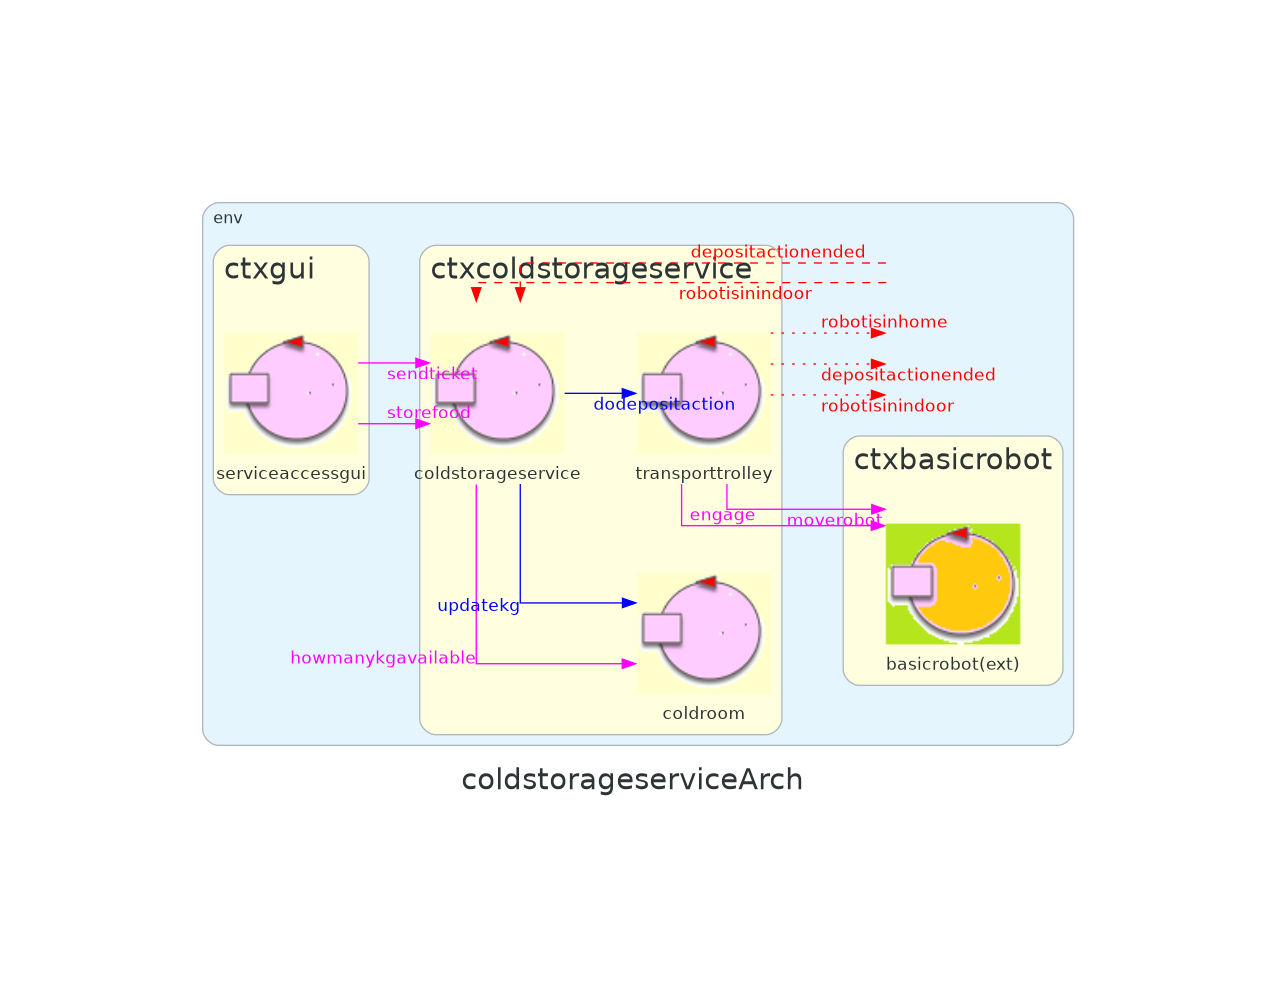 env
depositactionended
ctxgui
ctxcoldstorageservice
robotisinindoor
robotisinhome
sendticket
depositactionended
storefood
dodepositaction
robotisinindoor
ctxbasicrobot
serviceaccessgui
coldstorageservice
transporttrolley
engage
moverobot
updatekg
howmanykgavailable
basicrobot(ext)
coldroom
coldstorageserviceArch